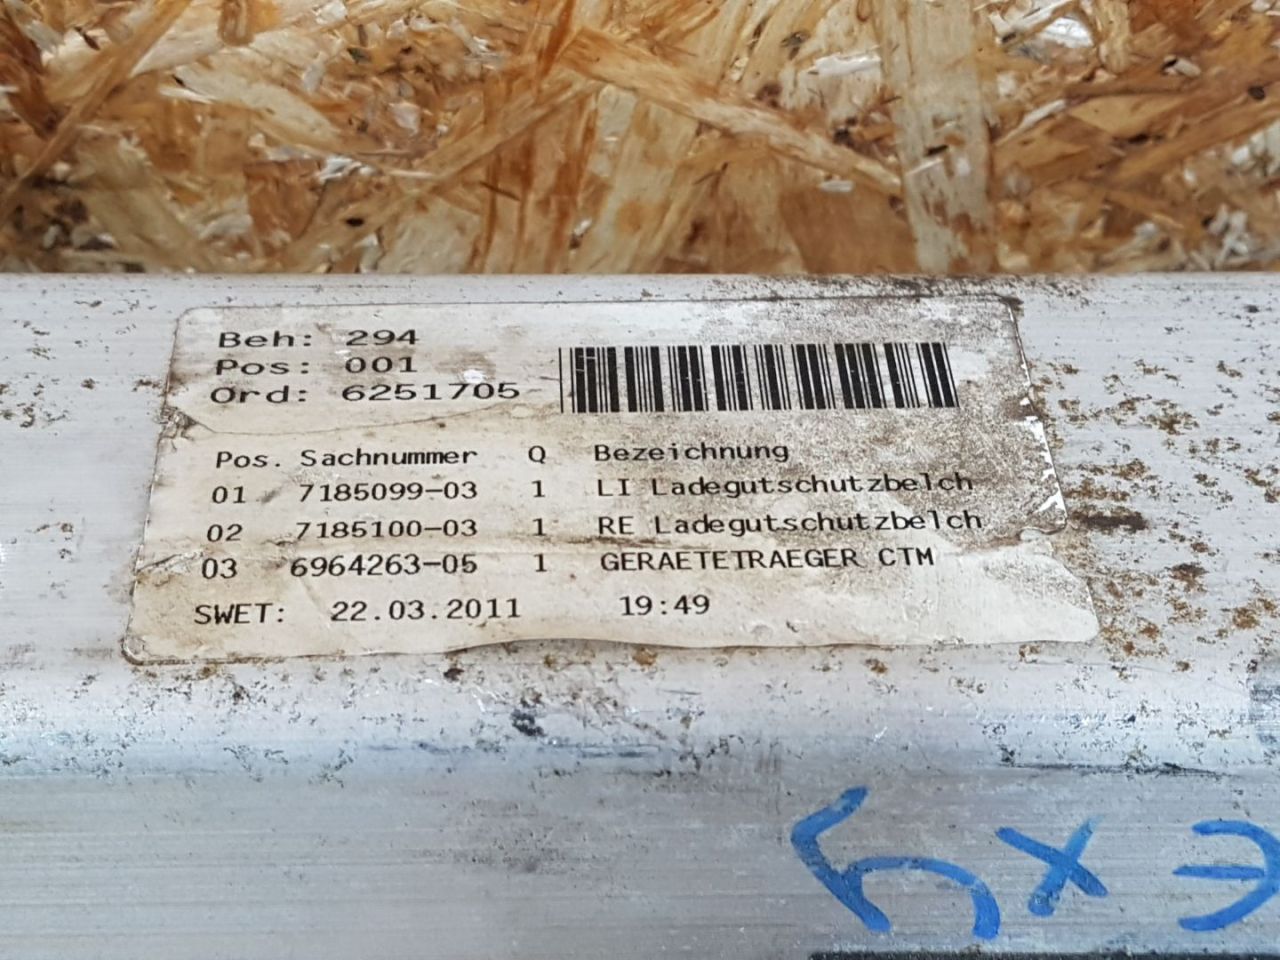 Beh: 294
Pos: 001
Ord: 6251705
Pos. Sachnummer Q Bezeichnung
01 7185099-03 1 LI Ladegutschutzbelch
02 7185100-03 1 RE Ladegutschutzbelch
03 6964263-05 1 GERAETETRAEGER CTM
SWET: 22.03.2011 19:49